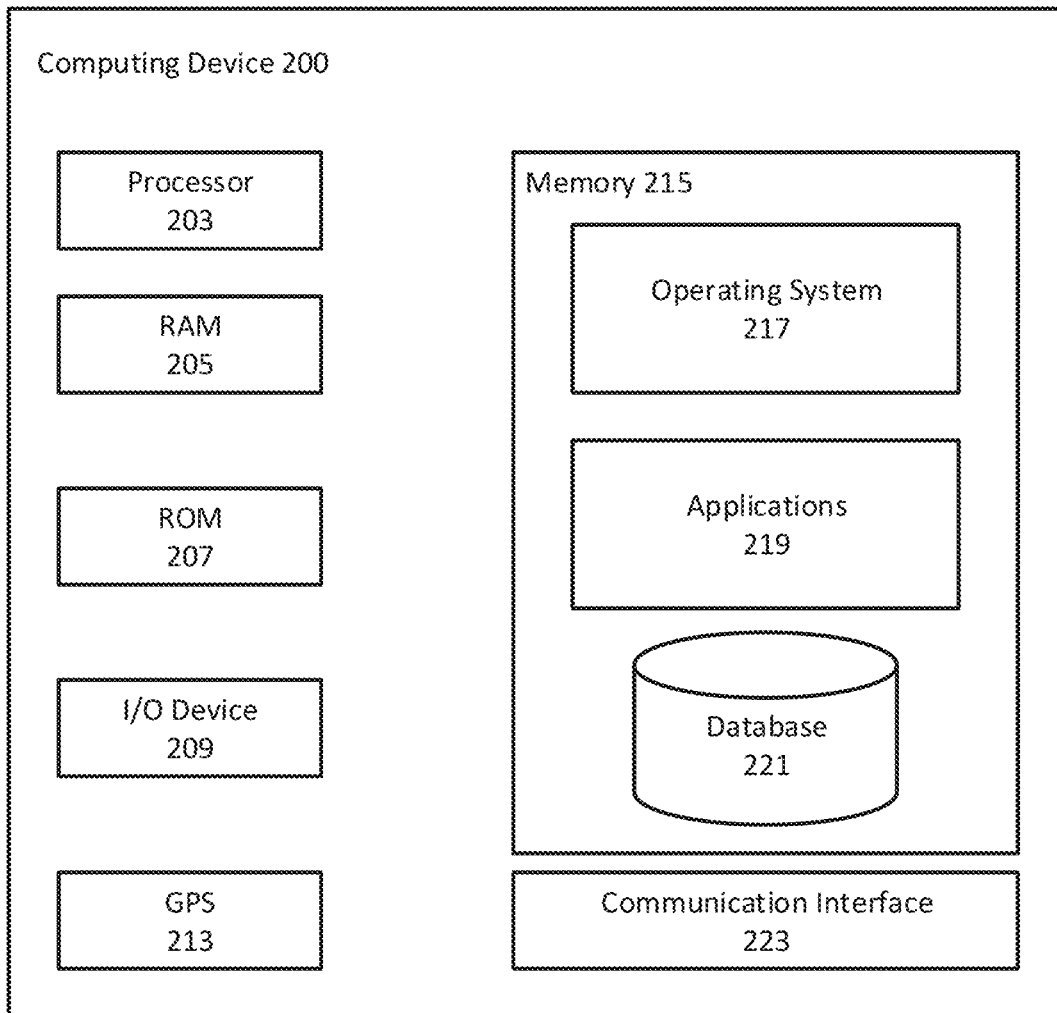 Computing Device 200
Processor
203
RAM
205
ROM
207
I/O Device
209
GPS
213
Memory 215
Operating System
217
Applications
219
Database
221
Communication Interface
223